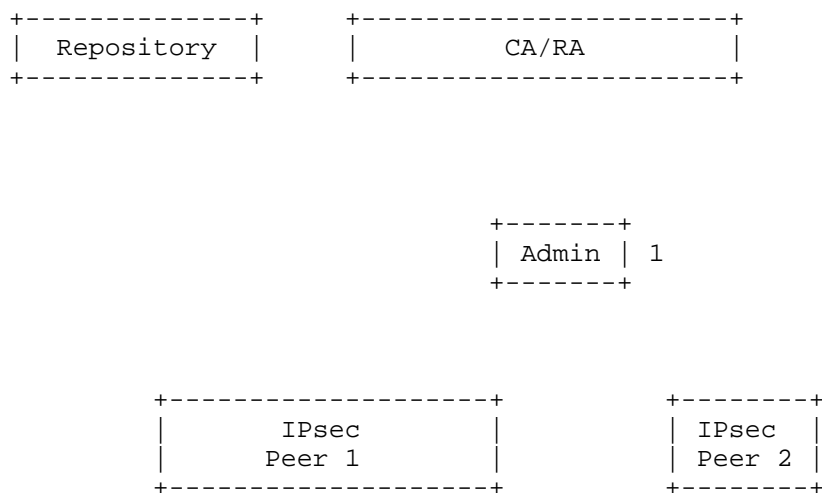 Repository CA/RA
Admin 1
IPsec IPsec
Peer 1 Peer 2